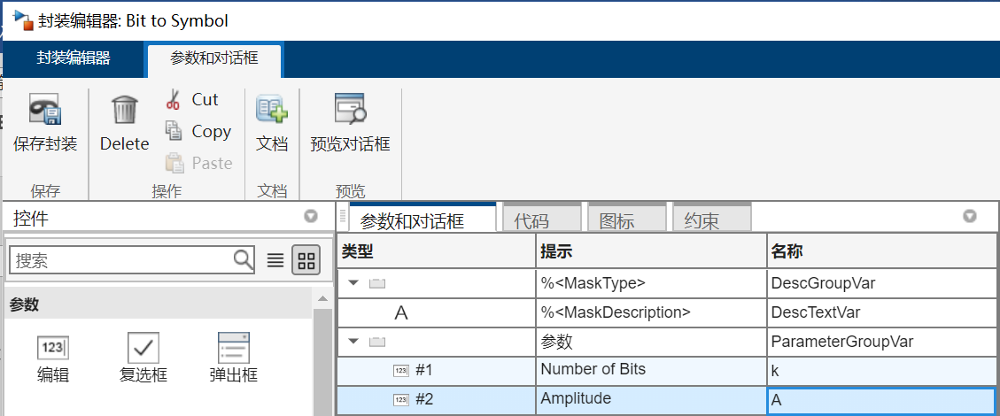 封装编辑器: Bit to Symbol
封装编辑器 参数和对话框
保存封装 Delete Cut Copy Paste 文档 预览对话框
保存 操作 文档 预览
控件 参数和对话框 代码 图标 约束
搜索
类型 提示 名称
%<MaskType> DescGroupVar
A %<MaskDescription> DescTextVar
参数 ParameterGroupVar
#1 Number of Bits k
#2 Amplitude A
参数
123 编辑 复选框 弹出框